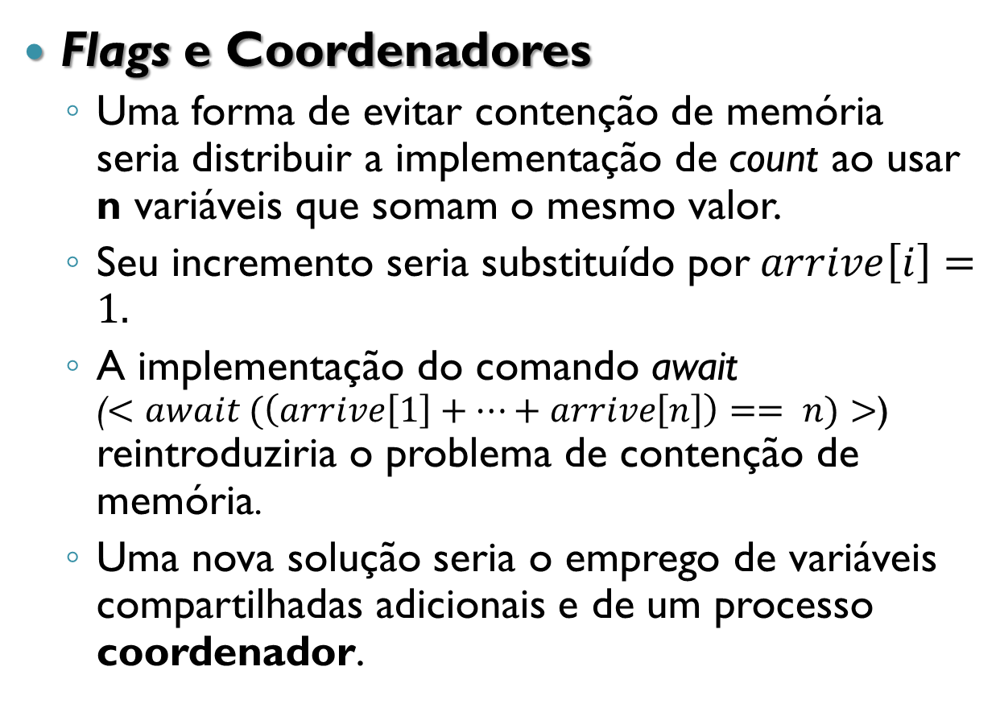 • Flags e Coordenadores
◦ Uma forma de evitar contenção de memória
seria distribuir a implementação de count ao usar
n variáveis que somam o mesmo valor.
◦ Seu incremento seria substituído por arrive[i] =
1.
◦ A implementação do comando await
(< await ((arrive[1] + ⋯ + arrive[n]) == n) >)
reintroduziria o problema de contenção de
memória.
◦ Uma nova solução seria o emprego de variáveis
compartilhadas adicionais e de um processo
coordenador.